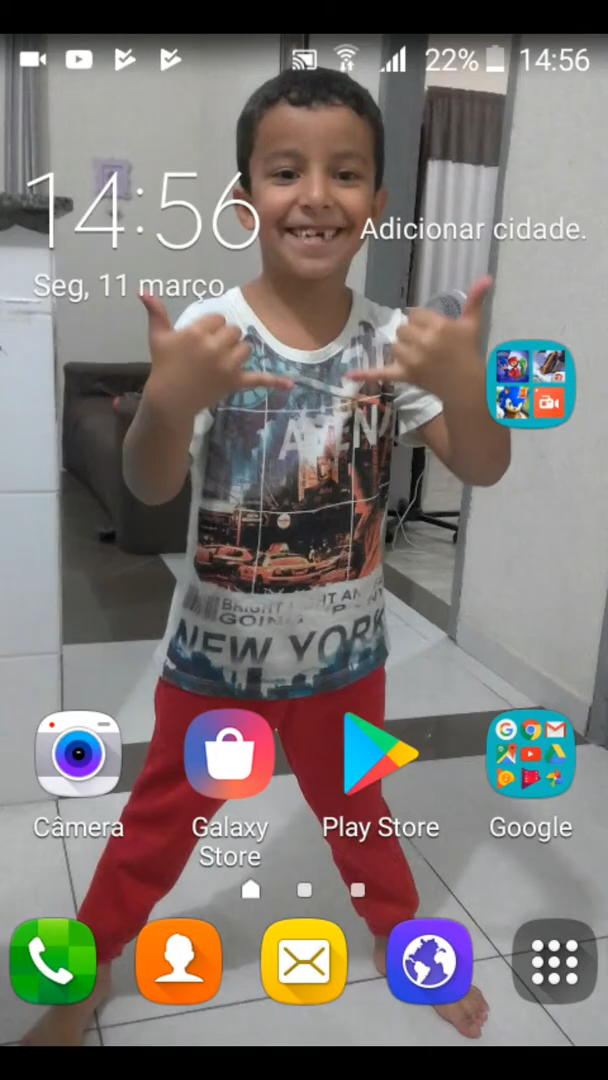 22% 14:56
14:56
Adicionar cidade.
Seg, 11 março
NEW YORK
Câmera
Galaxy Store
Play Store
Google